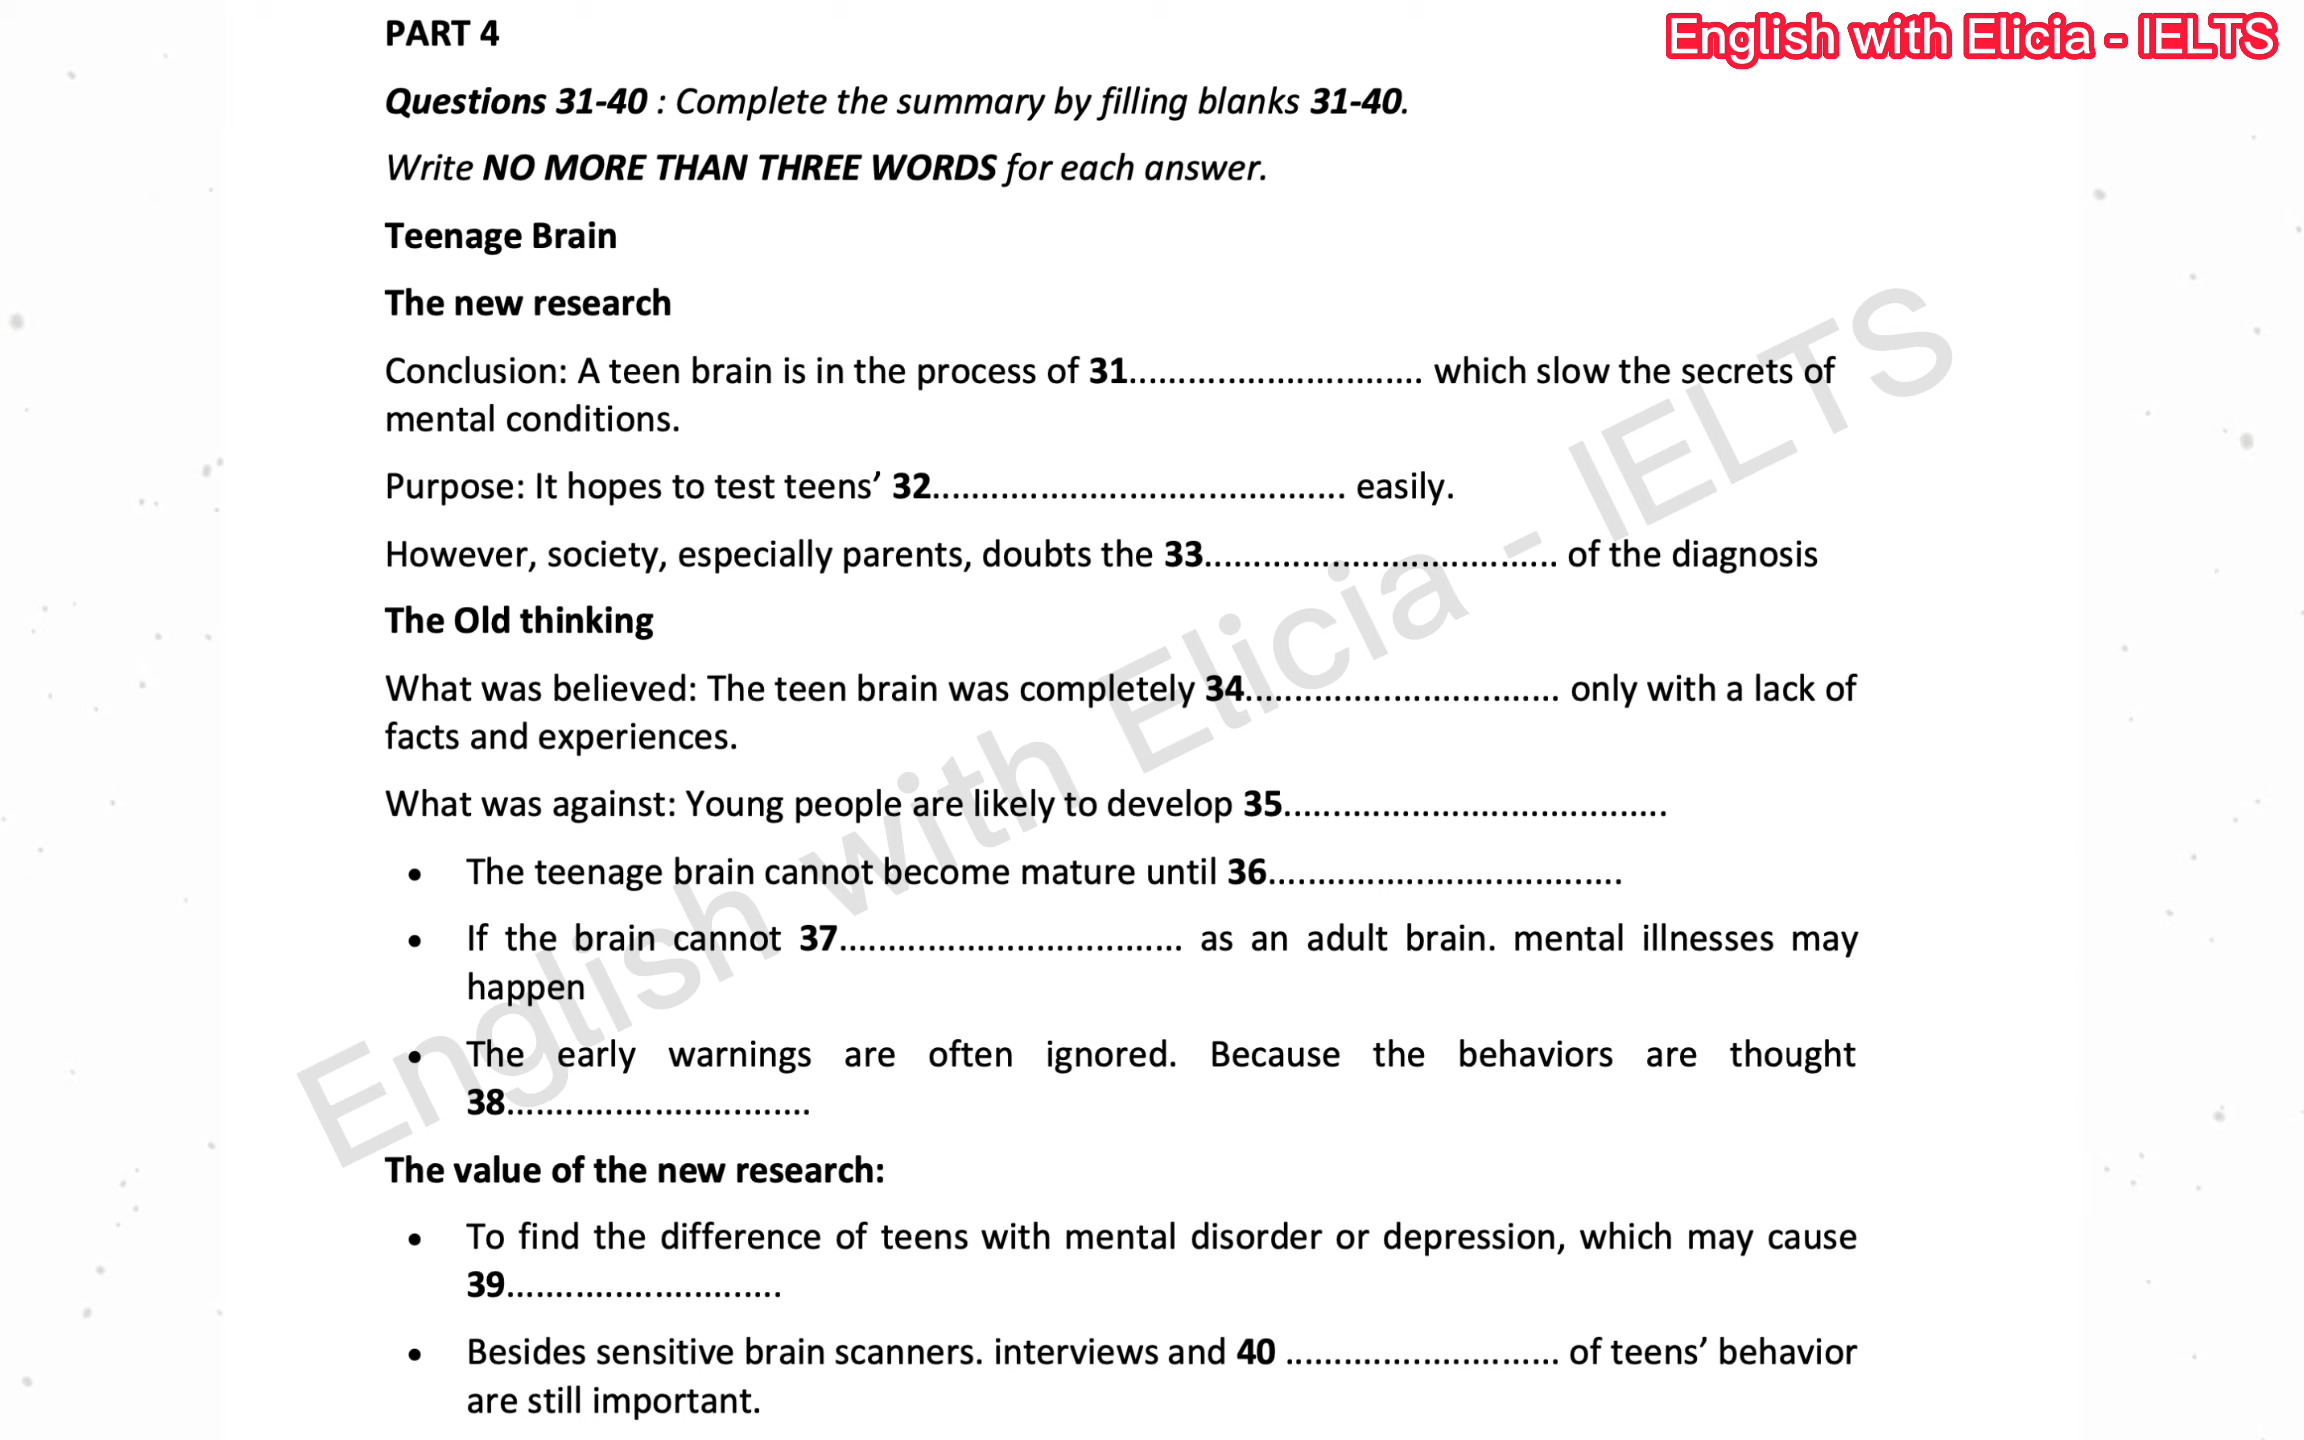 PART 4
English with Elicia - IELTS
Questions 31-40 : Complete the summary by filling blanks 31-40.
Write NO MORE THAN THREE WORDS for each answer.
Teenage Brain
The new research
Conclusion: A teen brain is in the process of 31.............................. which slow the secrets of
mental conditions.
Purpose: It hopes to test teens’ 32.......................................... easily.
However, society, especially parents, doubts the 33.................................... of the diagnosis
The Old thinking
What was believed: The teen brain was completely 34................................ only with a lack of
facts and experiences.
What was against: Young people are likely to develop 35.......................................
• The teenage brain cannot become mature until 36....................................
• If the brain cannot 37................................... as an adult brain. mental illnesses may
happen
• The early warnings are often ignored. Because the behaviors are thought
38...............................
The value of the new research:
• To find the difference of teens with mental disorder or depression, which may cause
39............................
• Besides sensitive brain scanners. interviews and 40 ............................ of teens’ behavior
are still important.
English with Elicia - IELTS